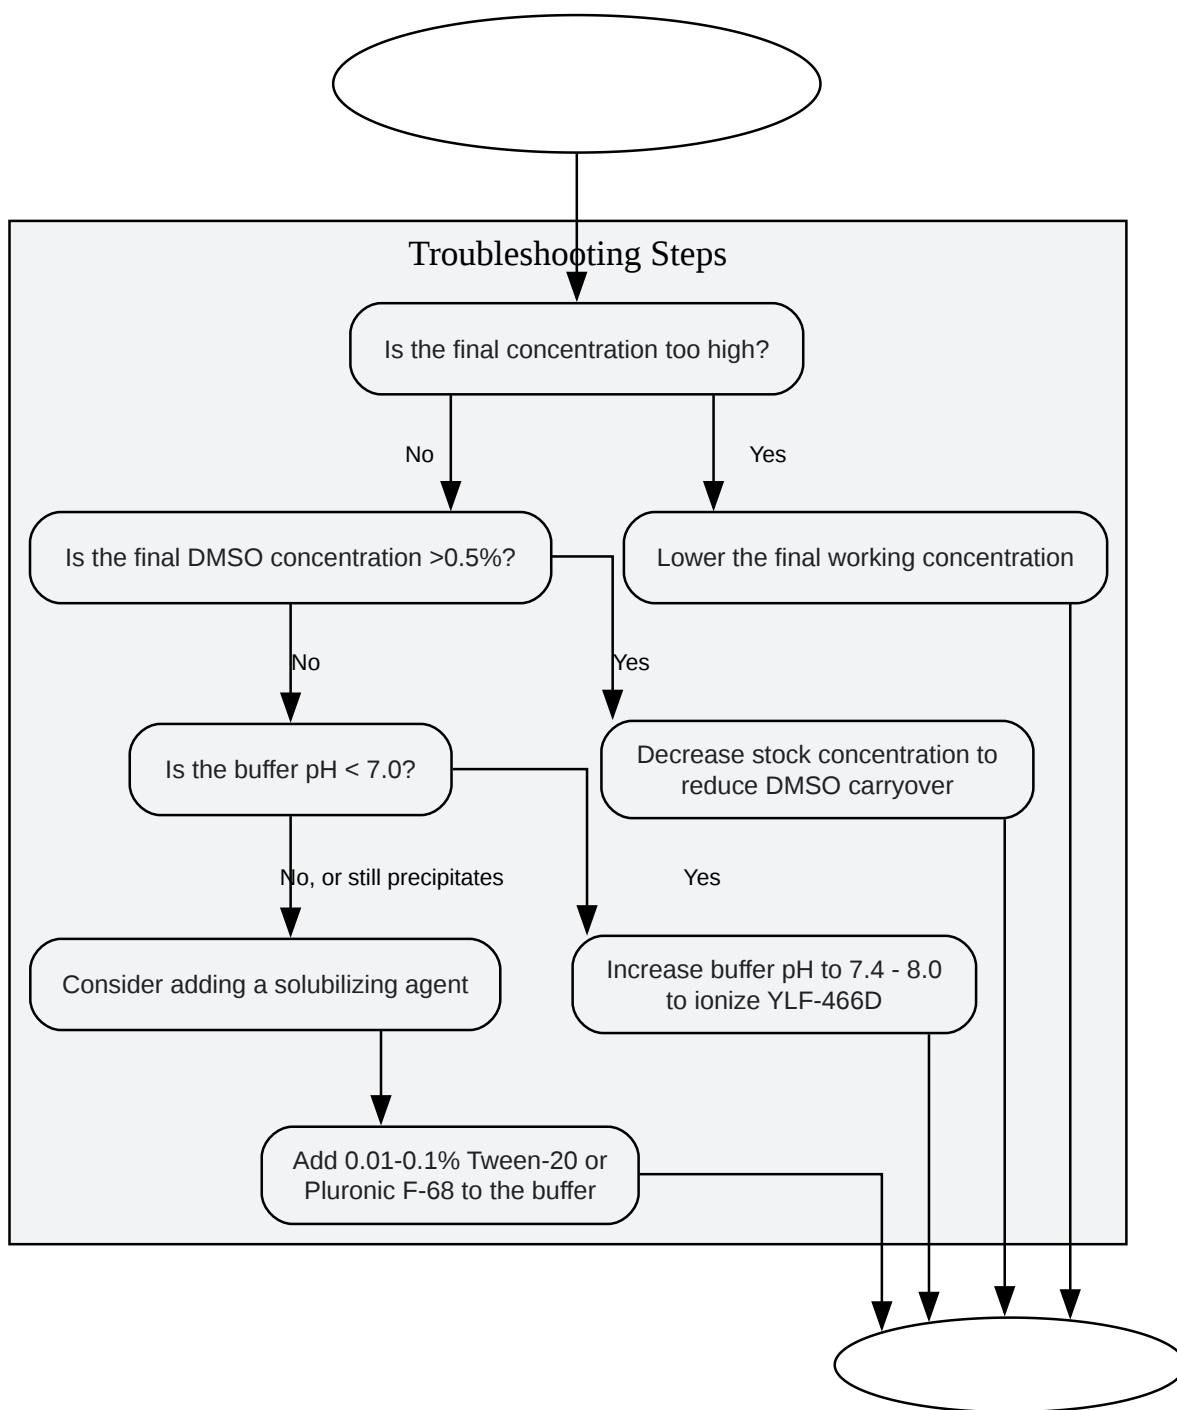 Troubleshooting Steps
Is the final concentration too high?
No
Yes
Is the final DMSO concentration >0.5%?
Lower the final working concentration
No
Yes
Is the buffer pH < 7.0?
Decrease stock concentration to
reduce DMSO carryover
No, or still precipitates
Yes
Consider adding a solubilizing agent
Increase buffer pH to 7.4 - 8.0
to ionize YLF-466D
Add 0.01-0.1% Tween-20 or
Pluronic F-68 to the buffer